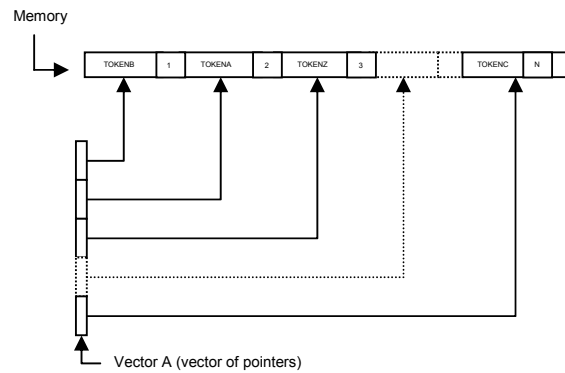 Memory
TOKENB 1 TOKENA 2 TOKENZ 3 TOKENC N
Vector A (vector of pointers)